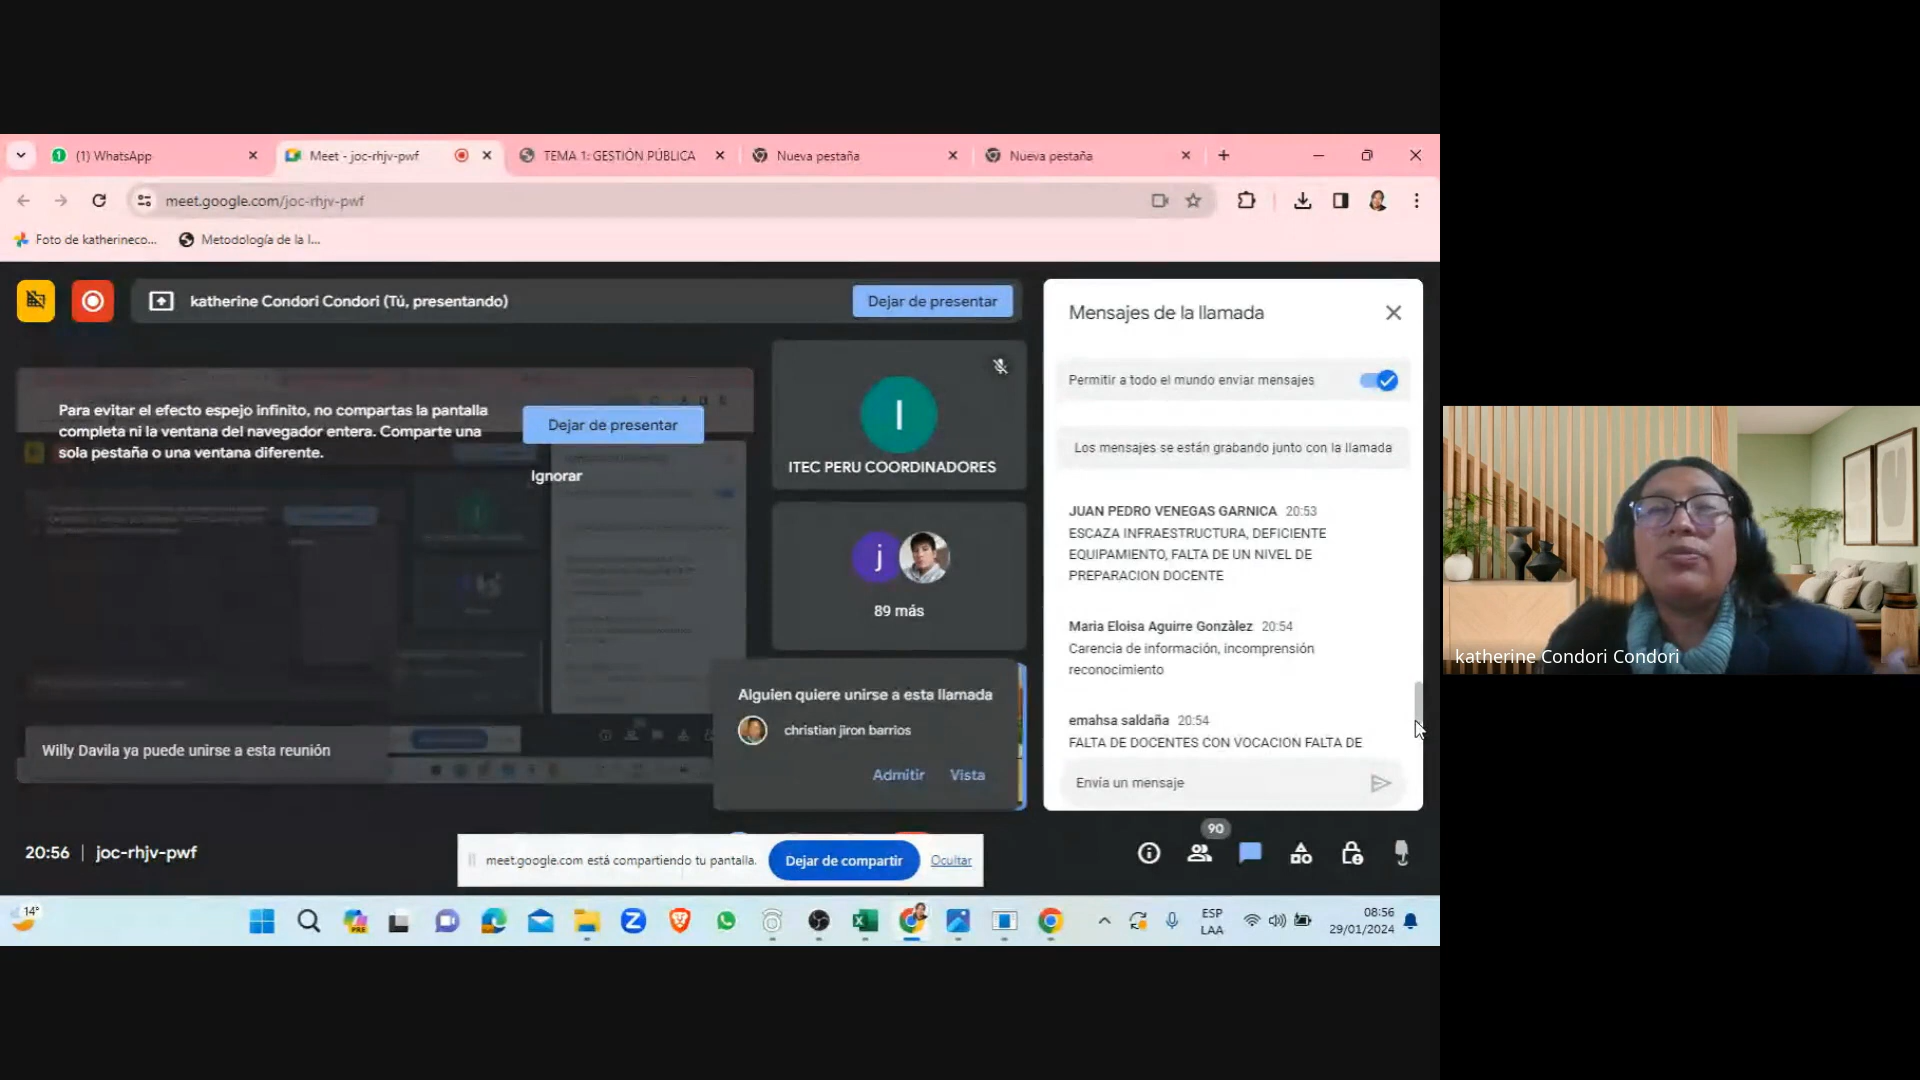 (1) WhatsApp
Meet - joc-rhjv-pwf
TEMA 1: GESTIÓN PÚBLICA
Nueva pestaña
Nueva pestaña
meet.google.com/joc-rhjv-pwf
Foto de katherineco...
Metodología de la I...
katherine Condori Condori (Tú, presentando)
Dejar de presentar
Para evitar el efecto espejo infinito, no compartas la pantalla
completa ni la ventana del navegador entera. Comparte una
sola pestaña o una ventana diferente.
Dejar de presentar
Ignorar
I
ITEC PERU COORDINADORES
j
89 más
Alguien quiere unirse a esta llamada
christian jiron barrios
Admitir Vista
Willy Davila ya puede unirse a esta reunión
Mensajes de la llamada
Permitir a todo el mundo enviar mensajes
Los mensajes se están grabando junto con la llamada
JUAN PEDRO VENEGAS GARNICA 20:53
ESCAZA INFRAESTRUCTURA, DEFICIENTE
EQUIPAMIENTO, FALTA DE UN NIVEL DE
PREPARACION DOCENTE
Maria Eloisa Aguirre Gonzàlez 20:54
Carencia de información, incomprensión
reconocimiento
emahsa saldaña 20:54
FALTA DE DOCENTES CON VOCACION FALTA DE
Envía un mensaje
katherine Condori Condori
20:56 | joc-rhjv-pwf
meet.google.com está compartiendo tu pantalla.
Dejar de compartir
Ocultar
90
14°
PRE
ESP
LAA
08:56
29/01/2024